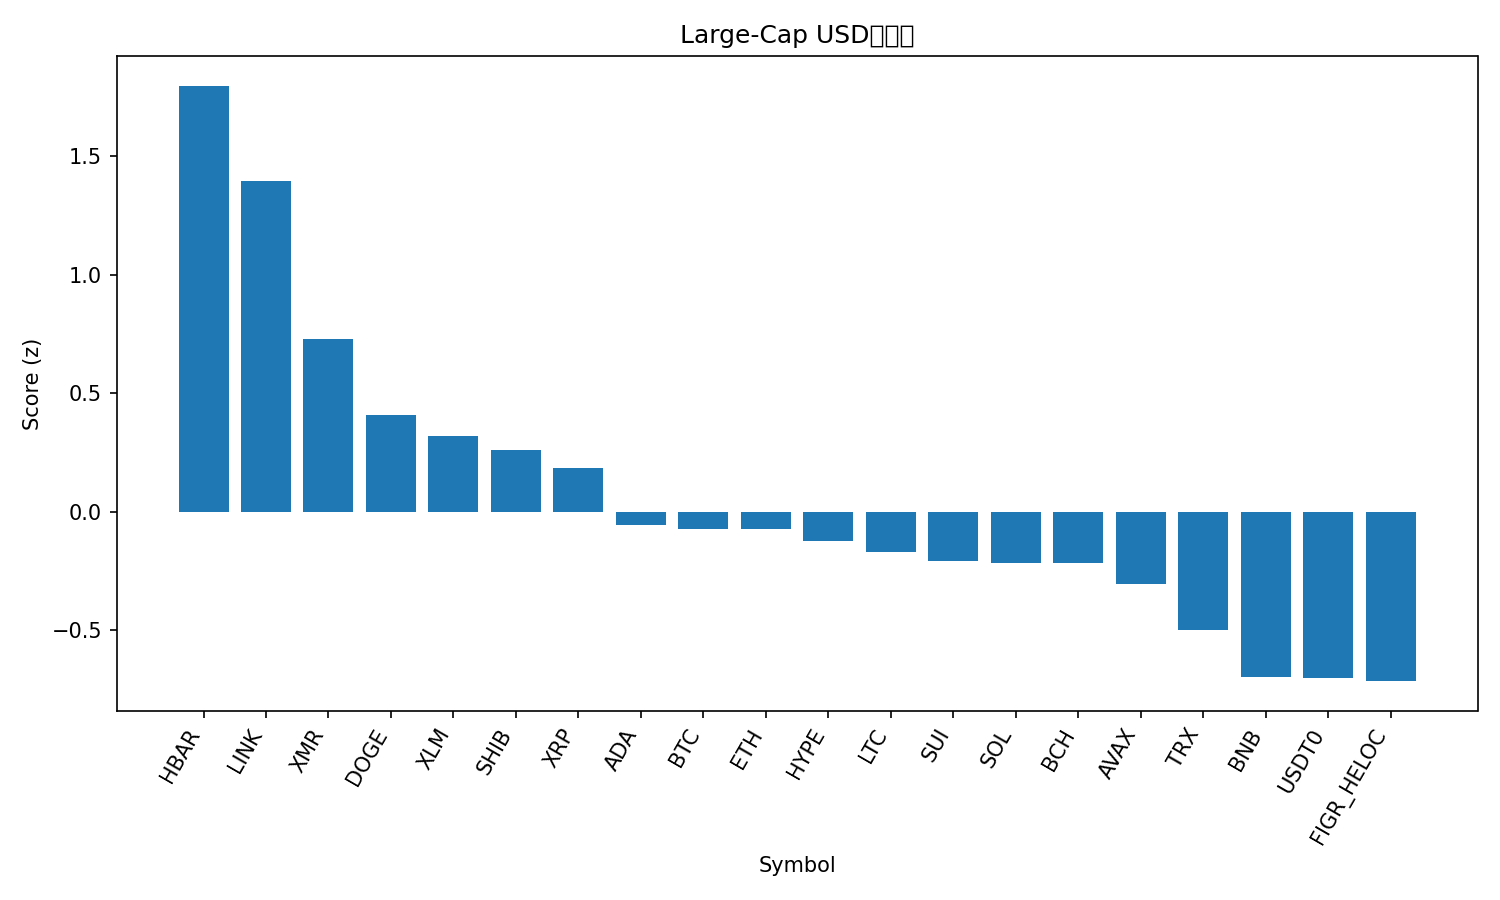 Large-Cap USD
Score (z)
1.5
1.0
0.5
0.0
−0.5
HBAR
LINK
XMR
DOGE
XLM
SHIB
XRP
ADA
BTC
ETH
HYPE
LTC
SUI
SOL
BCH
AVAX
TRX
BNB
USDT0
FIGR_HELOC
Symbol